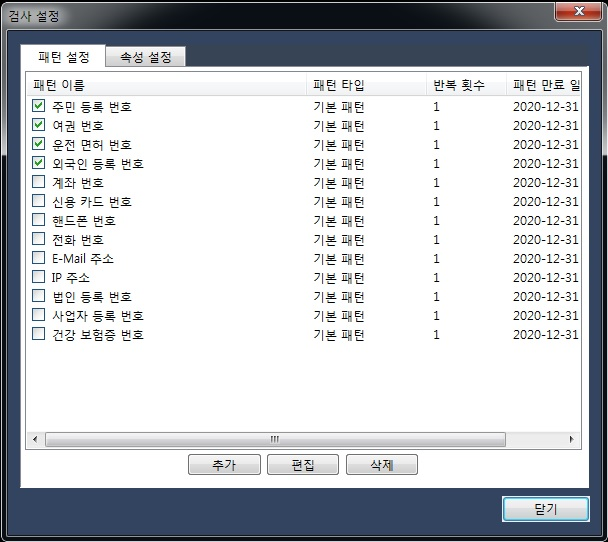 검사 설정
패턴 설정 속성 설정
패턴 이름 패턴 타입 반복 횟수 패턴 만료 일
주민 등록 번호 기본 패턴 1 2020-12-31
여권 번호 기본 패턴 1 2020-12-31
운전 면허 번호 기본 패턴 1 2020-12-31
외국인 등록 번호 기본 패턴 1 2020-12-31
계좌 번호 기본 패턴 1 2020-12-31
신용 카드 번호 기본 패턴 1 2020-12-31
핸드폰 번호 기본 패턴 1 2020-12-31
전화 번호 기본 패턴 1 2020-12-31
E-Mail 주소 기본 패턴 1 2020-12-31
IP 주소 기본 패턴 1 2020-12-31
법인 등록 번호 기본 패턴 1 2020-12-31
사업자 등록 번호 기본 패턴 1 2020-12-31
건강 보험증 번호 기본 패턴 1 2020-12-31
추가 편집 삭제
닫기